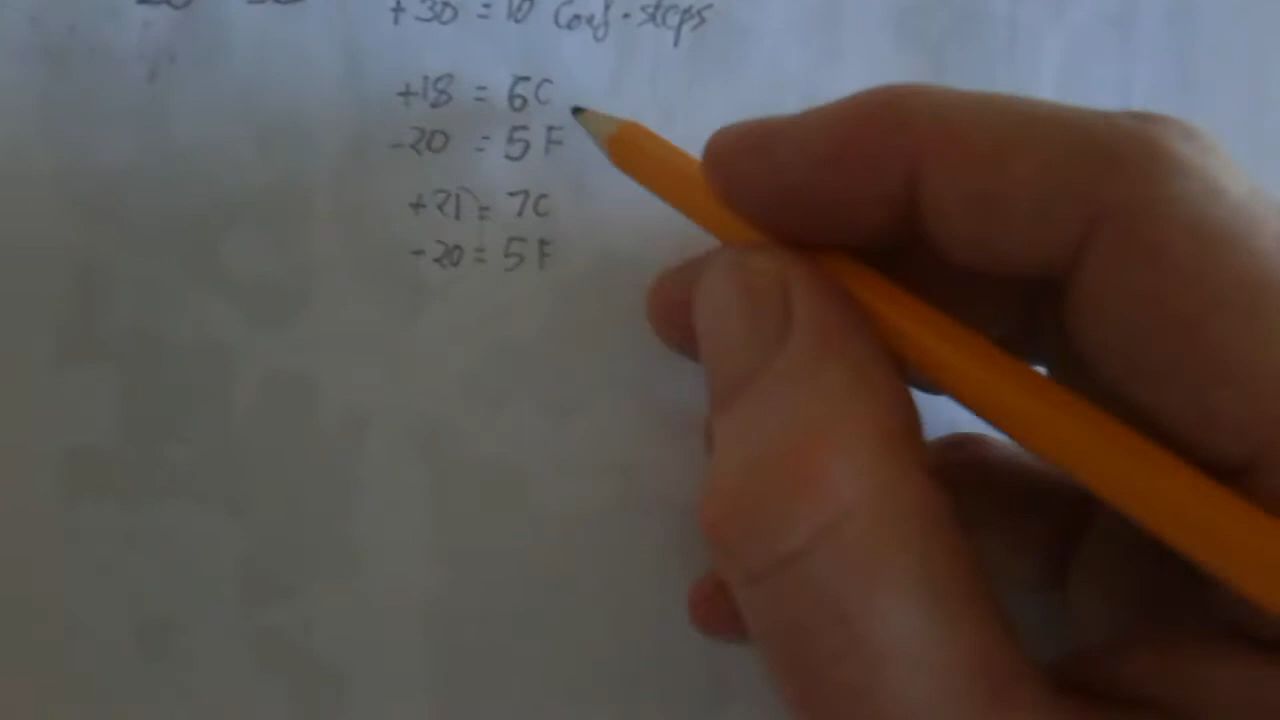 +30 = 10 Conf. steps
+18 = 6C
-20 = 5F
+21 = 7C
-20 = 5F